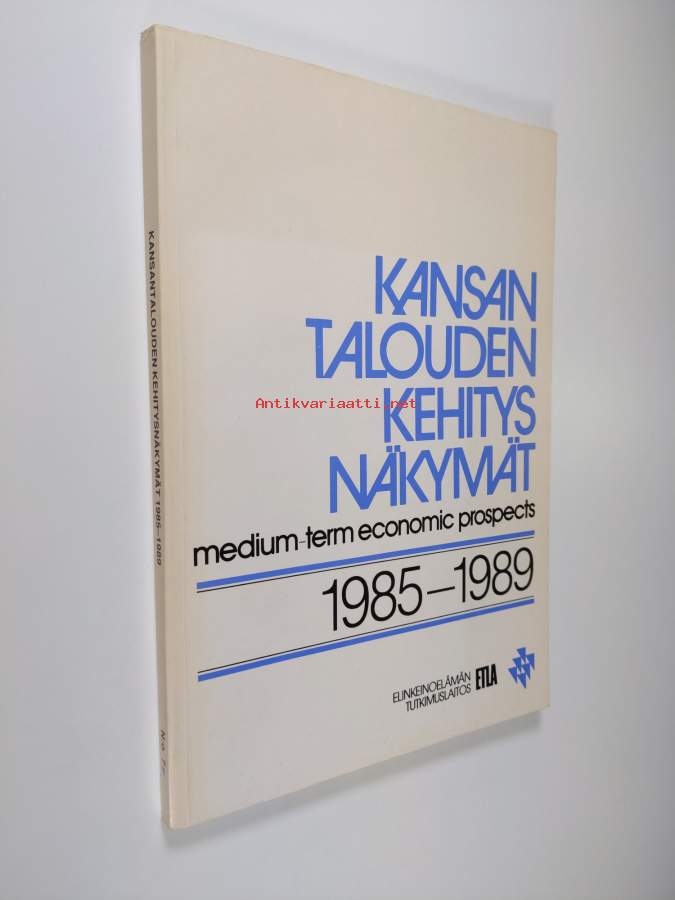 KANSAN
TALOUDEN
KEHITYS
NÄKYMÄT
medium-term economic prospects
1985–1989
ELINKEINOELÄMÄN
TUTKIMUSLAITOS
ETLA
KANSANTALOUDEN KEHITYSNÄKYMÄT 1985–1989
Antikvariaatti.net